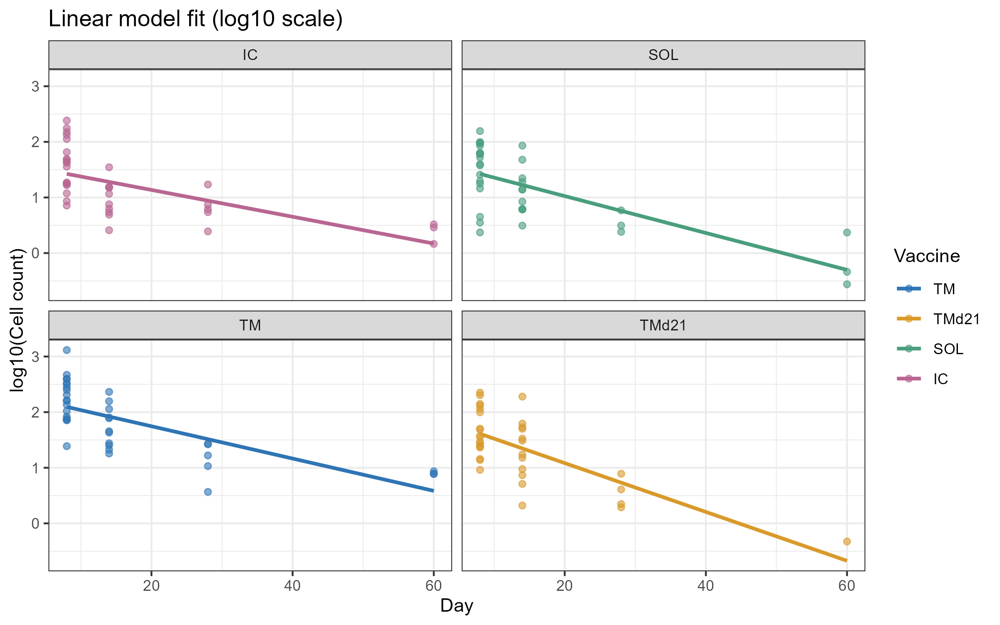 Linear model fit (log10 scale)
IC
SOL
3
2
1
0
TM
TMd21
3
2
1
0
20
40
60
20
40
60
Day
log10(Cell count)
Vaccine
TM
TMd21
SOL
IC